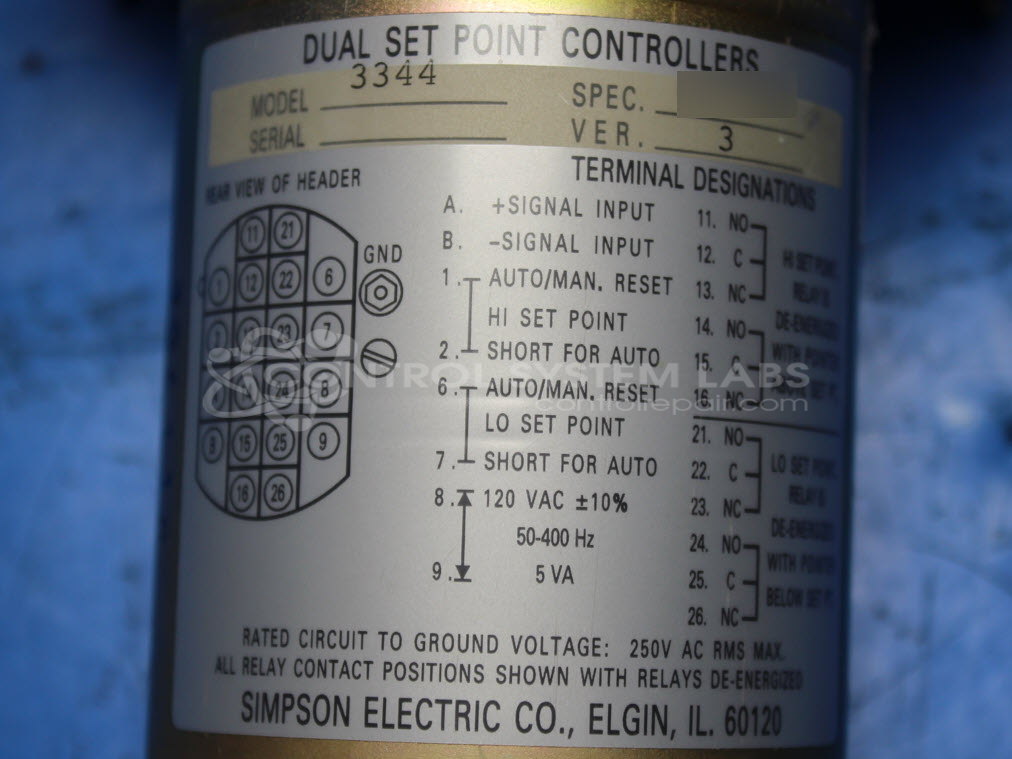 DUAL SET POINT CONTROLLERS
MODEL 3344
SPEC.
SERIAL
VER. 3
REAR VIEW OF HEADER
TERMINAL DESIGNATIONS
11 21
1 12 22 6
23 7
24 8
15 25 9
16 26
GND
A. +SIGNAL INPUT
B. -SIGNAL INPUT
1. AUTO/MAN. RESET
HI SET POINT
2. SHORT FOR AUTO
6. AUTO/MAN. RESET
LO SET POINT
7. SHORT FOR AUTO
8. 120 VAC ±10%
50-400 Hz
9. 5 VA
11. NO
12. C
13. NC
14. NO
15. C
16. NC
HI SET POINT
RELAY IS
DE-ENERGIZED
WITH POINTER
21. NO
22. C
23. NC
24. NO
25. C
26. NC
LO SET POINT
RELAY IS
DE-ENERGIZED
WITH POINTER
BELOW SET PT.
CONTROL SYSTEM LABS
controlrepair.com
RATED CIRCUIT TO GROUND VOLTAGE: 250V AC RMS MAX.
ALL RELAY CONTACT POSITIONS SHOWN WITH RELAYS DE-ENERGIZED
SIMPSON ELECTRIC CO., ELGIN, IL. 60120